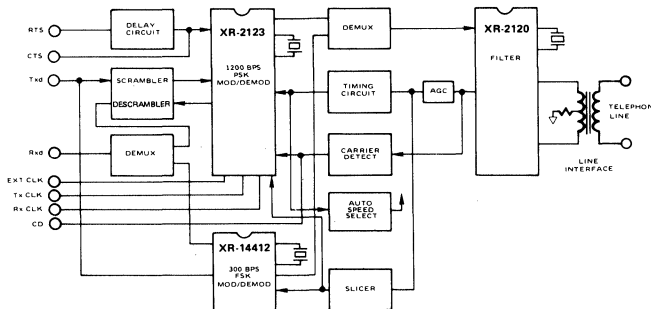 RTS
CTS
Txd
Rxd
EXT CLK
Tx CLK
Rx CLK
CD
DELAY
CIRCUIT
SCRAMBLER
DESCRAMBLER
DEMUX
XR-2123
1200 BPS
PSK
MOD/DEMOD
XR-14412
300 BPS
FSK
MOD/DEMOD
DEMUX
TIMING
CIRCUIT
AGC
CARRIER
DETECT
AUTO
SPEED
SELECT
SLICER
XR-2120
FILTER
TELEPHON
LINE
LINE
INTERFACE